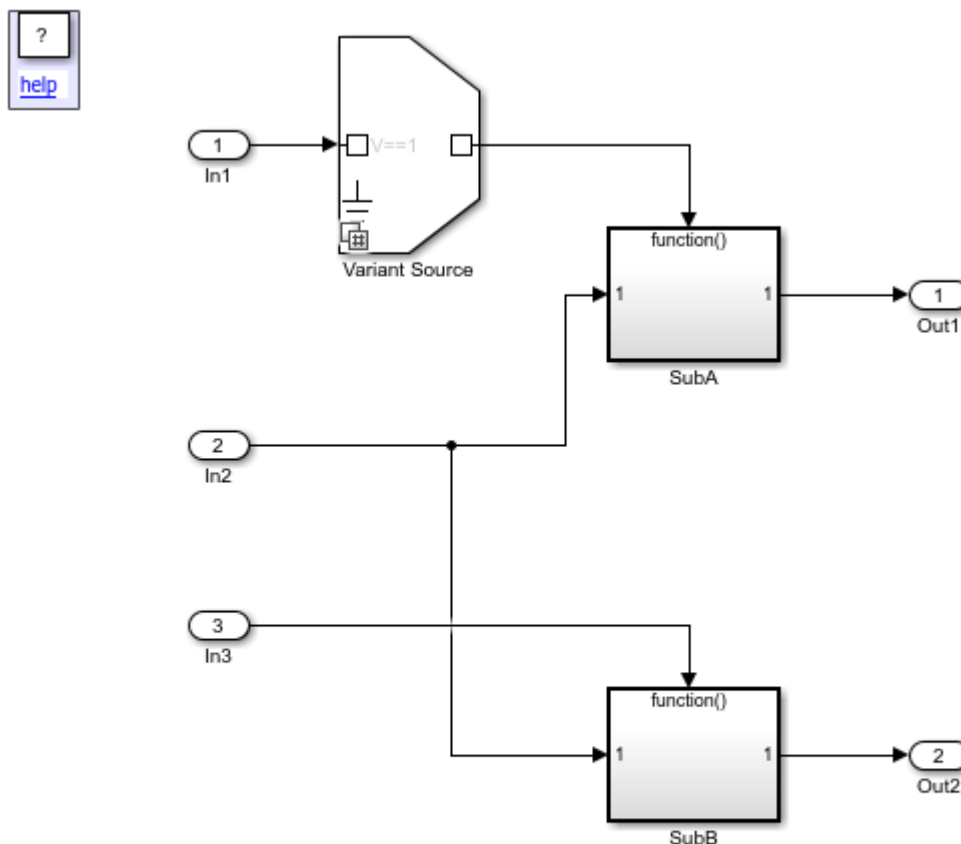 ?
help
1
V==1
In1
Variant Source
function()
1
1
1
Out1
SubA
2
In2
3
In3
function()
1
1
2
Out2
SubB